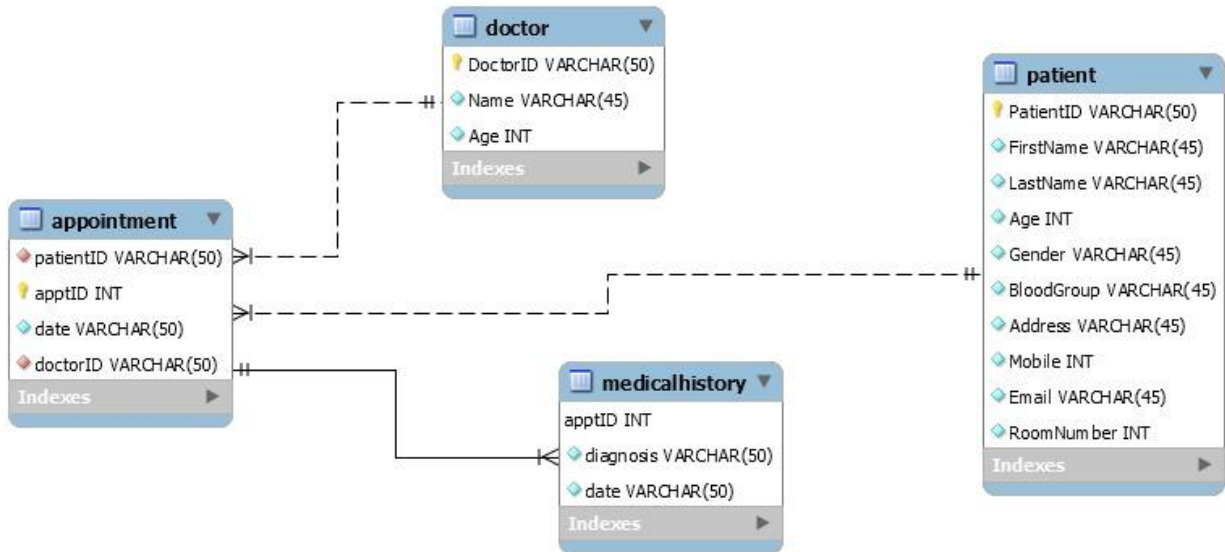 doctor
DoctorID VARCHAR(50)
Name VARCHAR(45)
Age INT
Indexes
patient
PatientID VARCHAR(50)
FirstName VARCHAR(45)
LastName VARCHAR(45)
Age INT
Gender VARCHAR(45)
BloodGroup VARCHAR(45)
Address VARCHAR(45)
Mobile INT
Email VARCHAR(45)
RoomNumber INT
Indexes
appointment
patientID VARCHAR(50)
apptID INT
date VARCHAR(50)
doctorID VARCHAR(50)
Indexes
medicalhistory
apptID INT
diagnosis VARCHAR(50)
date VARCHAR(50)
Indexes